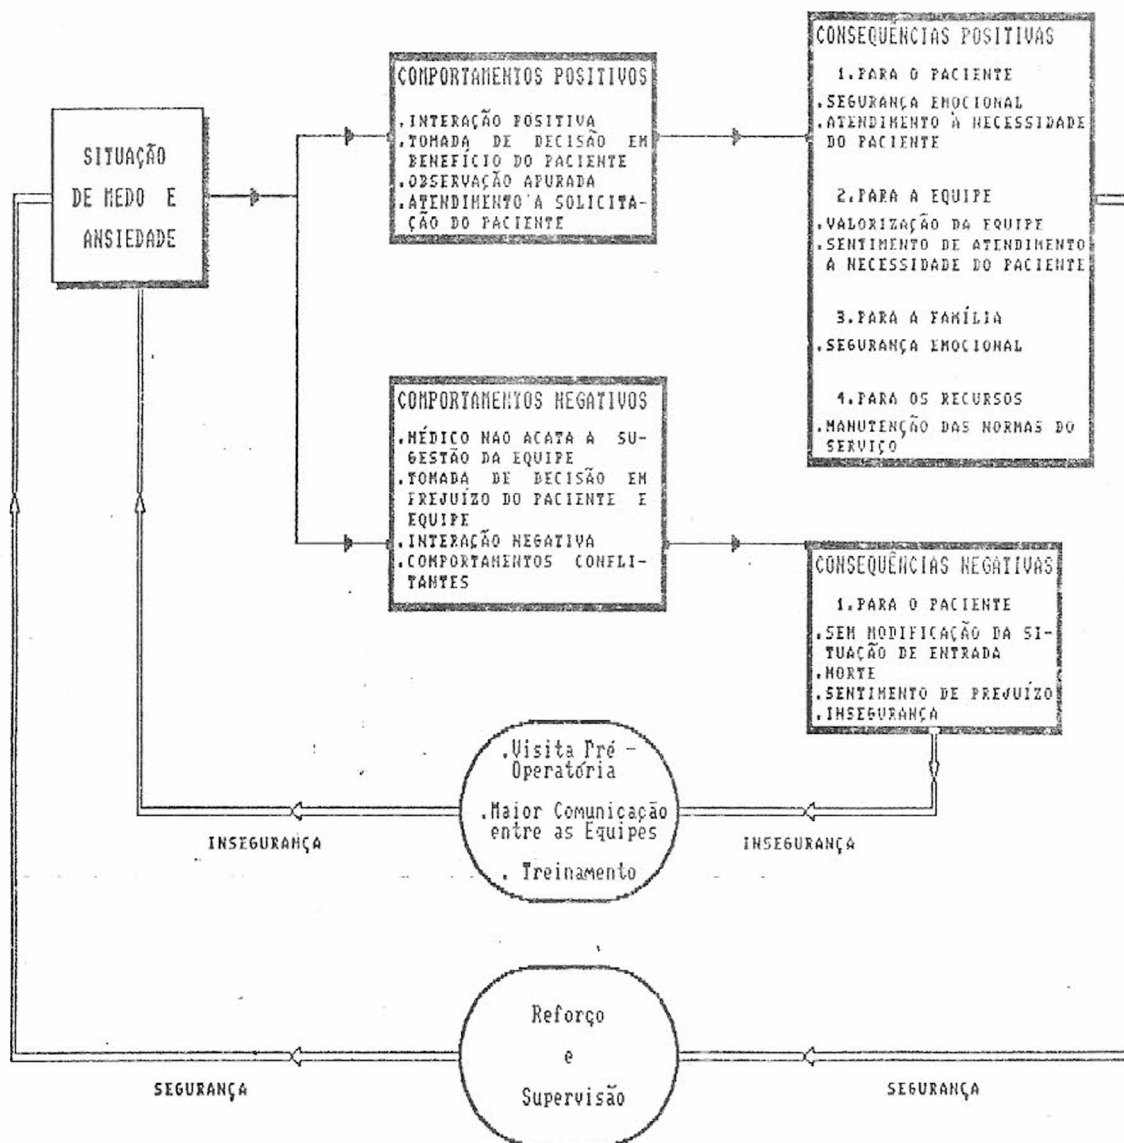 SITUAÇÃO
DE MEDO E
ANSIEDADE
COMPORTAMENTOS POSITIVOS
.INTERAÇÃO POSITIVA
.TOMADA DE DECISÃO EM
BENEFÍCIO DO PACIENTE
.OBSERVAÇÃO APURADA
.ATENDIMENTO À SOLICITA-
ÇÃO DO PACIENTE
CONSEQUÊNCIAS POSITIVAS
1.PARA O PACIENTE
.SEGURANÇA EMOCIONAL
.ATENDIMENTO À NECESSIDADE
DO PACIENTE
2.PARA A EQUIPE
.VALORIZAÇÃO DA EQUIPE
.SENTIMENTO DE ATENDIMENTO
A NECESSIDADE DO PACIENTE
3.PARA A FAMÍLIA
.SEGURANÇA EMOCIONAL
4.PARA OS RECURSOS
.MANUTENÇÃO DAS NORMAS DO
SERVIÇO
COMPORTAMENTOS NEGATIVOS
.MÉDICO NAO ACATA A SU-
GESTÃO DA EQUIPE
.TOMADA DE DECISÃO EM
PREJUÍZO DO PACIENTE E
EQUIPE
.INTERAÇÃO NEGATIVA
.COMPORTAMENTOS CONFLI-
TANTES
CONSEQUÊNCIAS NEGATIVAS
1.PARA O PACIENTE
.SEM MODIFICAÇÃO DA SI-
TUAÇÃO DE ENTRADA
.MORTE
.SENTIMENTO DE PREJUÍZO
.INSEGURANÇA
.Visita Pré -
Operatória
.Maior Comunicação
entre as Equipes
. Treinamento
INSEGURANÇA
INSEGURANÇA
Reforço
e
Supervisão
SEGURANÇA
SEGURANÇA